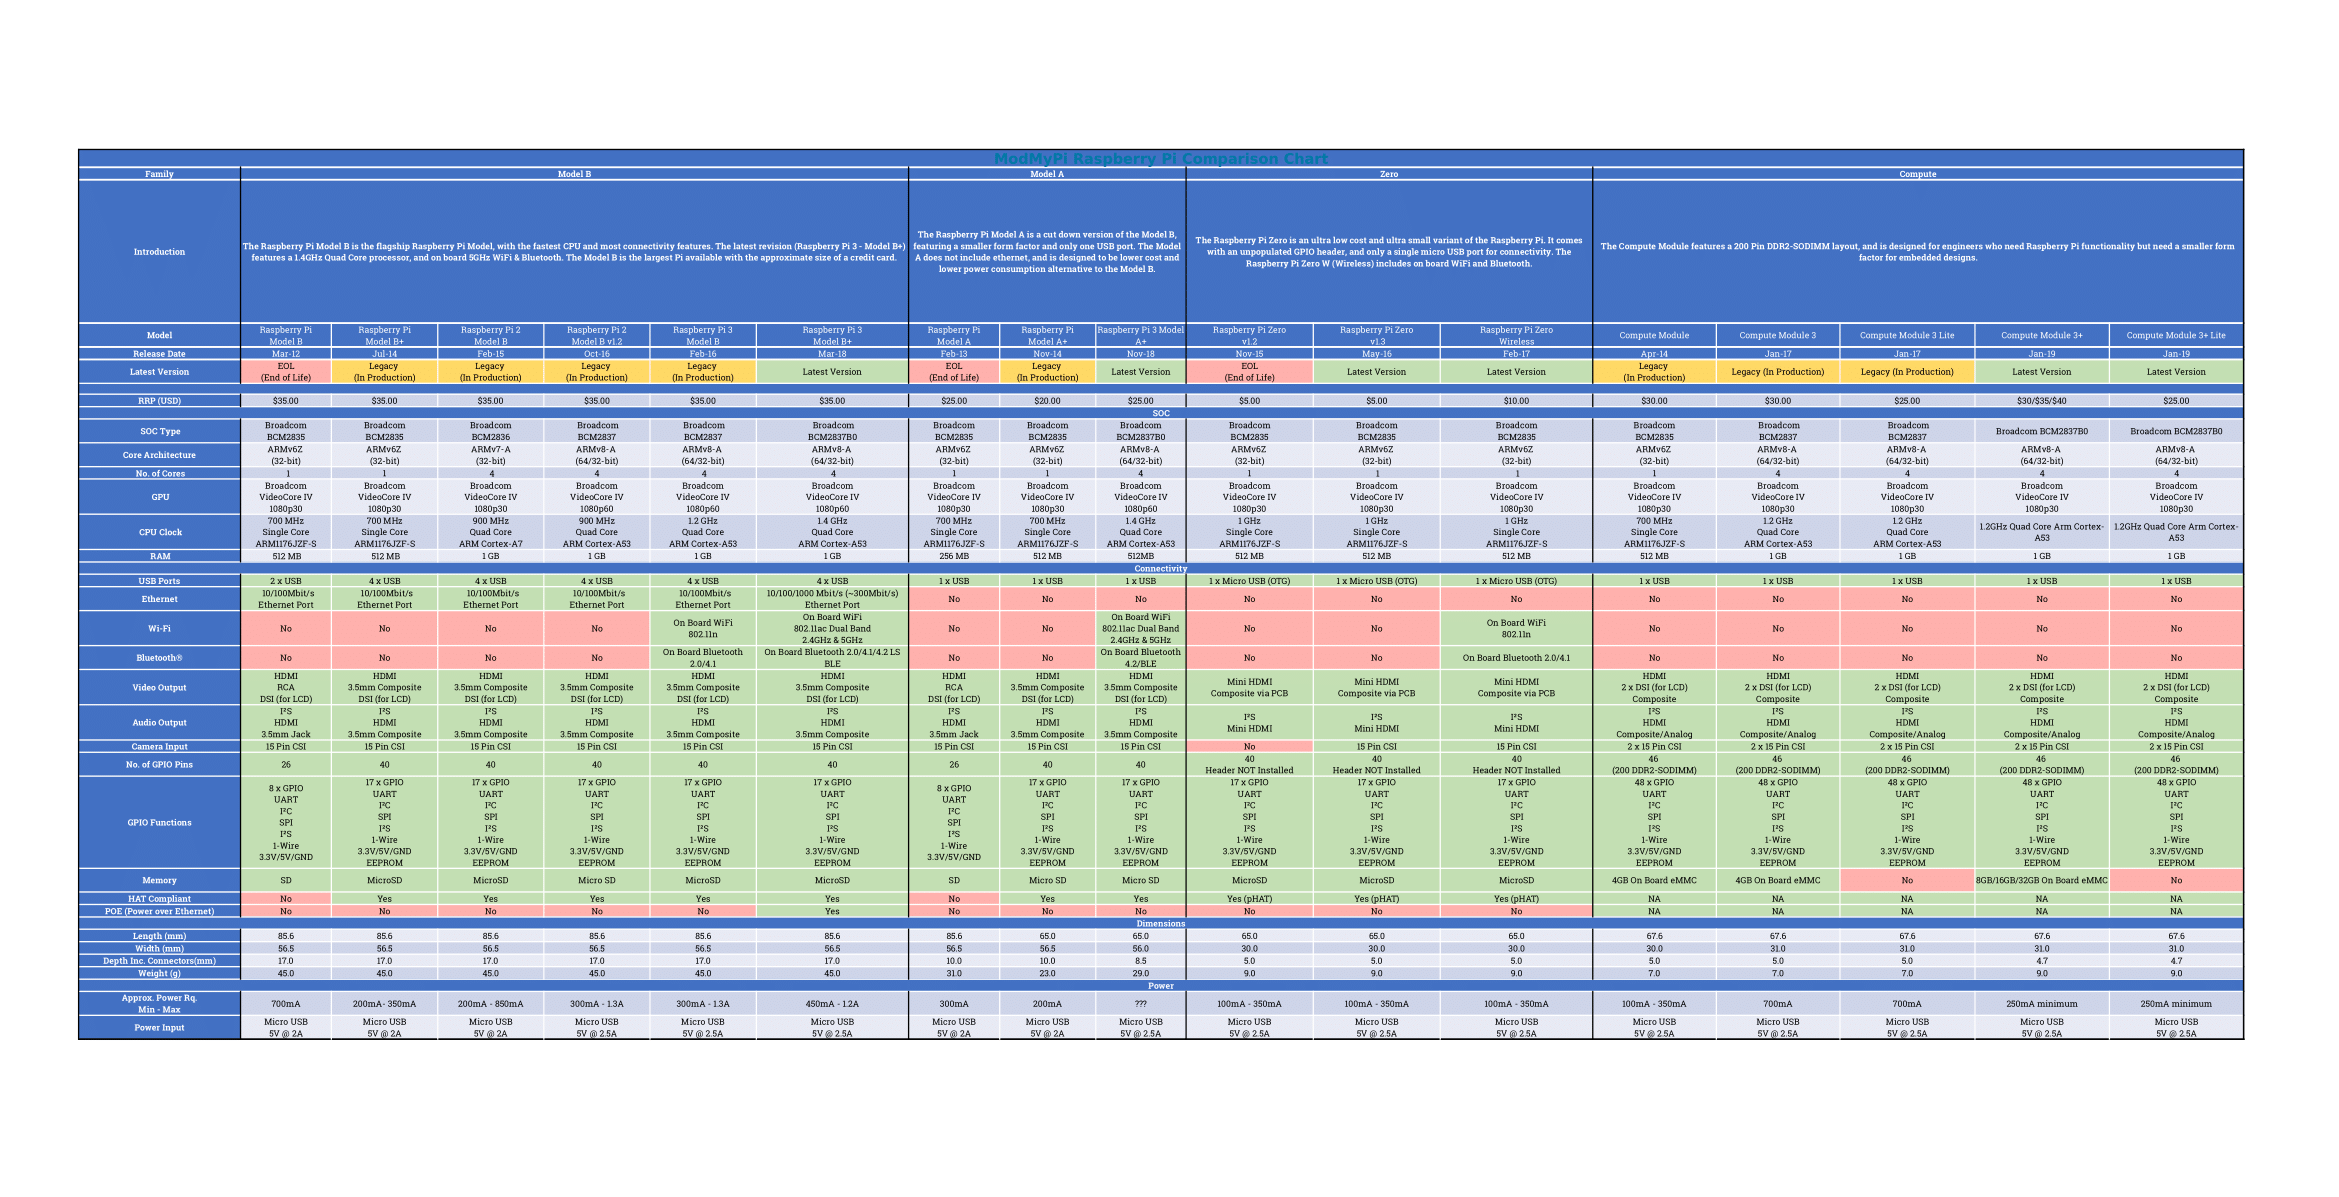 ModMyPi Raspberry Pi Comparison Chart
Family Model B Model A Zero Compute
Introduction
The Raspberry Pi Model B is the flagship Raspberry Pi Model, with the fastest CPU and most connectivity features. The latest revision (Raspberry Pi 3 - Model B+)
features a 1.4GHz Quad Core processor, and on board 5GHz WiFi & Bluetooth. The Model B is the largest Pi available with the approximate size of a credit card.
The Raspberry Pi Model A is a cut down version of the Model B,
featuring a smaller form factor and only one USB port. The Model
A does not include ethernet, and is designed to be lower cost and
lower power consumption alternative to the Model B.
The Raspberry Pi Zero is an ultra low cost and ultra small variant of the Raspberry Pi. It comes
with an unpopulated GPIO header, and only a single micro USB port for connectivity. The
Raspberry Pi Zero W (Wireless) includes on board WiFi and Bluetooth.
The Compute Module features a 200 Pin DDR2-SODIMM layout, and is designed for engineers who need Raspberry Pi functionality but need a smaller form
factor for embedded designs.
Raspberry Pi Raspberry Pi Raspberry Pi 2 Raspberry Pi 2 Raspberry Pi 3 Raspberry Pi 3 Raspberry Pi Raspberry Pi Raspberry Pi 3 Model Raspberry Pi Zero Raspberry Pi Zero Raspberry Pi Zero
Model Compute Module Compute Module 3 Compute Module 3 Lite Compute Module 3+ Compute Module 3+ Lite
Model B Model B+ Model B Model B v1.2 Model B Model B+ Model A Model A+ A+ v1.2 v1.3 Wireless
Release Date Mar-12 Jul-14 Feb-15 Oct-16 Feb-16 Mar-18 Feb-13 Nov-14 Nov-18 Nov-15 May-16 Feb-17 Apr-14 Jan-17 Jan-17 Jan-19 Jan-19
EOL Legacy Legacy Legacy Legacy EOL Legacy EOL Legacy
Latest Version Latest Version Latest Version Latest Version Latest Version Legacy (In Production) Legacy (In Production) Latest Version Latest Version
(End of Life) (In Production) (In Production) (In Production) (In Production) (End of Life) (In Production) (End of Life) (In Production)
RRP (USD) $35.00 $35.00 $35.00 $35.00 $35.00 $35.00 $25.00 $20.00 $25.00 $5.00 $5.00 $10.00 $30.00 $30.00 $25.00 $30/$35/$40 $25.00
SOC
Broadcom Broadcom Broadcom Broadcom Broadcom Broadcom Broadcom Broadcom Broadcom Broadcom Broadcom Broadcom Broadcom Broadcom Broadcom
SOC Type Broadcom BCM2837B0 Broadcom BCM2837B0
BCM2835 BCM2835 BCM2836 BCM2837 BCM2837 BCM2837B0 BCM2835 BCM2835 BCM2837B0 BCM2835 BCM2835 BCM2835 BCM2835 BCM2837 BCM2837
Core Architecture ARMv6Z ARMv6Z ARMv7-A ARMv8-A ARMv8-A ARMv8-A ARMv6Z ARMv6Z ARMv8-A ARMv6Z ARMv6Z ARMv6Z ARMv6Z ARMv8-A ARMv8-A ARMv8-A ARMv8-A
(32-bit) (32-bit) (32-bit) (64/32-bit) (64/32-bit) (64/32-bit) (32-bit) (32-bit) (64/32-bit) (32-bit) (32-bit) (32-bit) (32-bit) (64/32-bit) (64/32-bit) (64/32-bit) (64/32-bit)
No. of Cores 1 1 4 4 4 4 1 1 4 1 1 1 1 4 4 4 4
Broadcom Broadcom Broadcom Broadcom Broadcom Broadcom Broadcom Broadcom Broadcom Broadcom Broadcom Broadcom Broadcom Broadcom Broadcom Broadcom Broadcom
GPU VideoCore IV VideoCore IV VideoCore IV VideoCore IV VideoCore IV VideoCore IV VideoCore IV VideoCore IV VideoCore IV VideoCore IV VideoCore IV VideoCore IV VideoCore IV VideoCore IV VideoCore IV VideoCore IV VideoCore IV
1080p30 1080p30 1080p30 1080p60 1080p60 1080p60 1080p30 1080p30 1080p60 1080p30 1080p30 1080p30 1080p30 1080p30 1080p30 1080p30 1080p30
700 MHz 700 MHz 900 MHz 900 MHz 1.2 GHz 1.4 GHz 700 MHz 700 MHz 1.4 GHz 1 GHz 1 GHz 1 GHz 700 MHz 1.2 GHz 1.2 GHz 1.2GHz Quad Core Arm Cortex- 1.2GHz Quad Core Arm Cortex-
CPU Clock Single Core Single Core Quad Core Quad Core Quad Core Quad Core Single Core Single Core Quad Core Single Core Single Core Single Core Single Core Quad Core Quad Core A53 A53
ARM1176JZF-S ARM1176JZF-S ARM Cortex-A7 ARM Cortex-A53 ARM Cortex-A53 ARM Cortex-A53 ARM1176JZF-S ARM1176JZF-S ARM Cortex-A53 ARM1176JZF-S ARM1176JZF-S ARM1176JZF-S ARM1176JZF-S ARM Cortex-A53 ARM Cortex-A53
RAM 512 MB 512 MB 1 GB 1 GB 1 GB 1 GB 256 MB 512 MB 512MB 512 MB 512 MB 512 MB 512 MB 1 GB 1 GB 1 GB 1 GB
Connectivity
USB Ports 2 x USB 4 x USB 4 x USB 4 x USB 4 x USB 4 x USB 1 x USB 1 x USB 1 x USB 1 x Micro USB (OTG) 1 x Micro USB (OTG) 1 x Micro USB (OTG) 1 x USB 1 x USB 1 x USB 1 x USB 1 x USB
10/100Mbit/s 10/100Mbit/s 10/100Mbit/s 10/100Mbit/s 10/100Mbit/s 10/100/1000 Mbit/s (~300Mbit/s)
Ethernet No No No No No No No No No No No
Ethernet Port Ethernet Port Ethernet Port Ethernet Port Ethernet Port Ethernet Port
Wi-Fi No No No No
On Board WiFi
802.11n
On Board WiFi
802.11ac Dual Band
2.4GHz & 5GHz
No No
On Board WiFi
802.11ac Dual Band
2.4GHz & 5GHz
No No
On Board WiFi
802.11n
No No No No No
Bluetooth® No No No No
On Board Bluetooth
2.0/4.1
On Board Bluetooth 2.0/4.1/4.2 LS
BLE
No No
On Board Bluetooth
4.2/BLE
No No On Board Bluetooth 2.0/4.1 No No No No No
HDMI HDMI HDMI HDMI HDMI HDMI HDMI HDMI HDMI Mini HDMI Mini HDMI Mini HDMI HDMI HDMI HDMI HDMI HDMI
Video Output RCA 3.5mm Composite 3.5mm Composite 3.5mm Composite 3.5mm Composite 3.5mm Composite RCA 3.5mm Composite 3.5mm Composite Composite via PCB Composite via PCB Composite via PCB 2 x DSI (for LCD) 2 x DSI (for LCD) 2 x DSI (for LCD) 2 x DSI (for LCD) 2 x DSI (for LCD)
DSI (for LCD) DSI (for LCD) DSI (for LCD) DSI (for LCD) DSI (for LCD) DSI (for LCD) DSI (for LCD) DSI (for LCD) DSI (for LCD) Composite Composite Composite Composite Composite
I²S I²S I²S I²S I²S I²S I²S I²S I²S I²S I²S I²S I²S I²S I²S I²S I²S
Audio Output HDMI HDMI HDMI HDMI HDMI HDMI HDMI HDMI HDMI Mini HDMI Mini HDMI Mini HDMI HDMI HDMI HDMI HDMI HDMI
3.5mm Jack 3.5mm Composite 3.5mm Composite 3.5mm Composite 3.5mm Composite 3.5mm Composite 3.5mm Jack 3.5mm Composite 3.5mm Composite Composite/Analog Composite/Analog Composite/Analog Composite/Analog Composite/Analog
Camera Input 15 Pin CSI 15 Pin CSI 15 Pin CSI 15 Pin CSI 15 Pin CSI 15 Pin CSI 15 Pin CSI 15 Pin CSI 15 Pin CSI No 15 Pin CSI 15 Pin CSI 2 x 15 Pin CSI 2 x 15 Pin CSI 2 x 15 Pin CSI 2 x 15 Pin CSI 2 x 15 Pin CSI
No. of GPIO Pins 26 40 40 40 40 40 26 40 40 40 40 40 46 46 46 46 46
Header NOT Installed Header NOT Installed Header NOT Installed (200 DDR2-SODIMM) (200 DDR2-SODIMM) (200 DDR2-SODIMM) (200 DDR2-SODIMM) (200 DDR2-SODIMM)
GPIO Functions
8 x GPIO 17 x GPIO 17 x GPIO 17 x GPIO 17 x GPIO 17 x GPIO 8 x GPIO 17 x GPIO 17 x GPIO 17 x GPIO 17 x GPIO 17 x GPIO 48 x GPIO 48 x GPIO 48 x GPIO 48 x GPIO 48 x GPIO
UART UART UART UART UART UART UART UART UART UART UART UART UART UART UART UART UART
I²C I²C I²C I²C I²C I²C I²C I²C I²C I²C I²C I²C I²C I²C I²C I²C I²C
SPI SPI SPI SPI SPI SPI SPI SPI SPI SPI SPI SPI SPI SPI SPI SPI SPI
I²S I²S I²S I²S I²S I²S I²S I²S I²S I²S I²S I²S I²S I²S I²S I²S I²S
1-Wire 1-Wire 1-Wire 1-Wire 1-Wire 1-Wire 1-Wire 1-Wire 1-Wire 1-Wire 1-Wire 1-Wire 1-Wire 1-Wire 1-Wire 1-Wire 1-Wire
3.3V/5V/GND 3.3V/5V/GND 3.3V/5V/GND 3.3V/5V/GND 3.3V/5V/GND 3.3V/5V/GND 3.3V/5V/GND 3.3V/5V/GND 3.3V/5V/GND 3.3V/5V/GND 3.3V/5V/GND 3.3V/5V/GND 3.3V/5V/GND 3.3V/5V/GND 3.3V/5V/GND 3.3V/5V/GND 3.3V/5V/GND
EEPROM EEPROM EEPROM EEPROM EEPROM EEPROM EEPROM EEPROM EEPROM EEPROM EEPROM EEPROM EEPROM EEPROM EEPROM
Memory SD MicroSD MicroSD Micro SD MicroSD MicroSD SD Micro SD Micro SD MicroSD MicroSD MicroSD 4GB On Board eMMC 4GB On Board eMMC No 8GB/16GB/32GB On Board eMMC No
HAT Compliant No Yes Yes Yes Yes Yes No Yes Yes Yes (pHAT) Yes (pHAT) Yes (pHAT) NA NA NA NA NA
POE (Power over Ethernet) No No No No No Yes No No No No No No NA NA NA NA NA
Dimensions
Length (mm) 85.6 85.6 85.6 85.6 85.6 85.6 85.6 65.0 65.0 65.0 65.0 65.0 67.6 67.6 67.6 67.6 67.6
Width (mm) 56.5 56.5 56.5 56.5 56.5 56.5 56.5 56.5 56.0 30.0 30.0 30.0 30.0 31.0 31.0 31.0 31.0
Depth Inc. Connectors(mm) 17.0 17.0 17.0 17.0 17.0 17.0 10.0 10.0 8.5 5.0 5.0 5.0 5.0 5.0 5.0 4.7 4.7
Weight (g) 45.0 45.0 45.0 45.0 45.0 45.0 31.0 23.0 29.0 9.0 9.0 9.0 7.0 7.0 7.0 9.0 9.0
Power
Approx. Power Rq.
Min - Max
700mA 200mA- 350mA 200mA - 850mA 300mA - 1.3A 300mA - 1.3A 450mA - 1.2A 300mA 200mA ??? 100mA - 350mA 100mA - 350mA 100mA - 350mA 100mA - 350mA 700mA 700mA 250mA minimum 250mA minimum
Power Input Micro USB Micro USB Micro USB Micro USB Micro USB Micro USB Micro USB Micro USB Micro USB Micro USB Micro USB Micro USB Micro USB Micro USB Micro USB Micro USB Micro USB
5V @ 2A 5V @ 2A 5V @ 2A 5V @ 2.5A 5V @ 2.5A 5V @ 2.5A 5V @ 2A 5V @ 2.5A 5V @ 2.5A 5V @ 2.5A 5V @ 2.5A 5V @ 2.5A 5V @ 2.5A 5V @ 2.5A 5V @ 2.5A 5V @ 2.5A 5V @ 2.5A